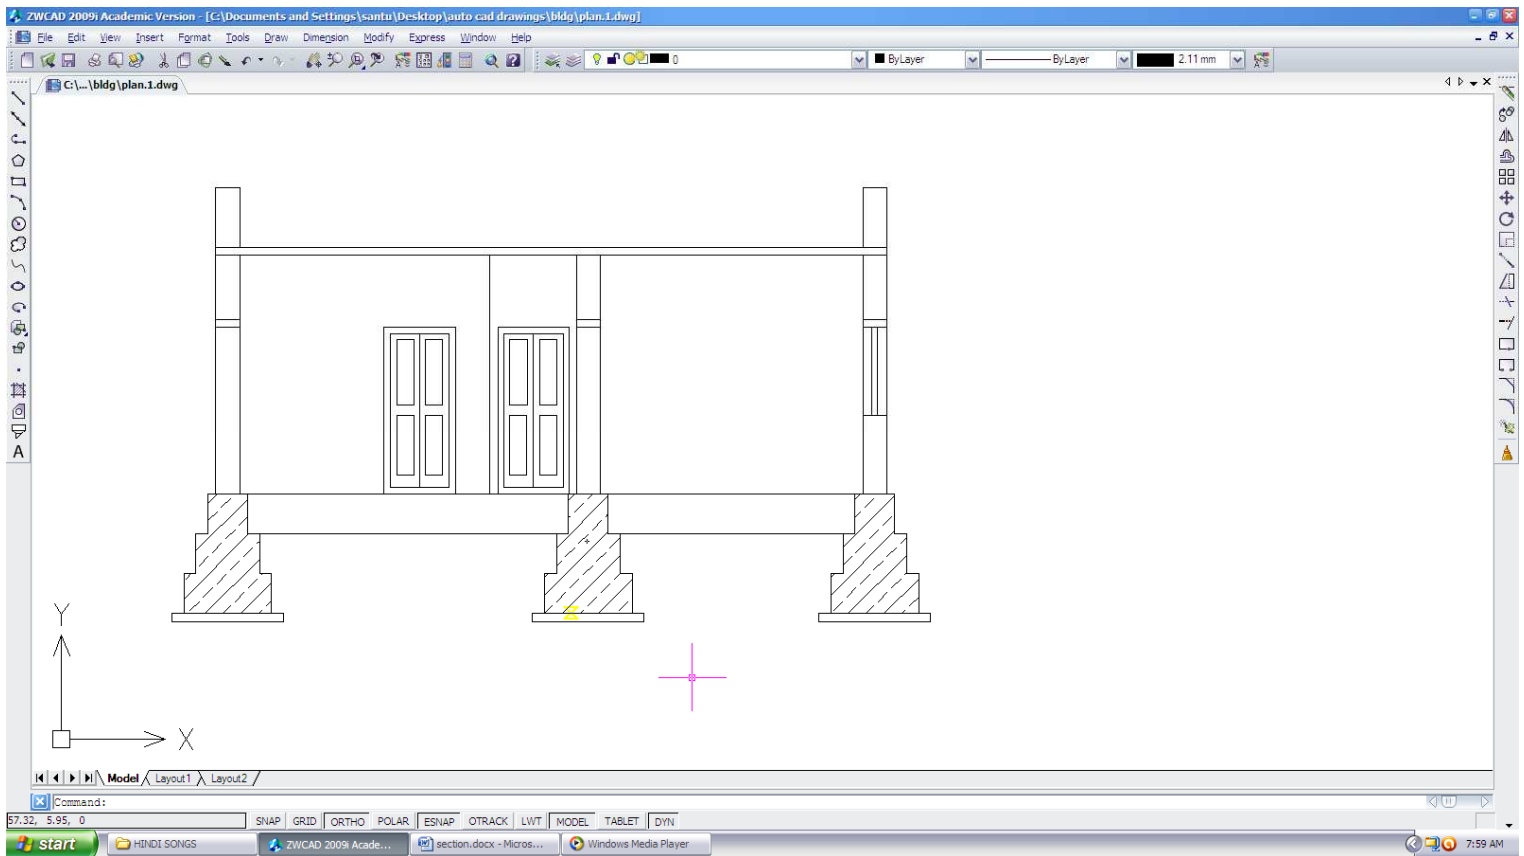 ZWCAD 2009i Academic Version - [C:\Documents and Settings\santu\Desktop\auto cad drawings\bldg\plan.1.dwg]
File Edit View Insert Format Tools Draw Dimension Modify Express Window Help
0 ByLayer ByLayer 2.11 mm
C:\...\bldg\plan.1.dwg
A
Y
X
Model Layout1 Layout2
Command:
57.32, 5.95, 0 SNAP GRID ORTHO POLAR ESNAP OTRACK LWT MODEL TABLET DYN
start HINDI SONGS ZWCAD 2009i Acade... section.docx - Micros... Windows Media Player 7:59 AM